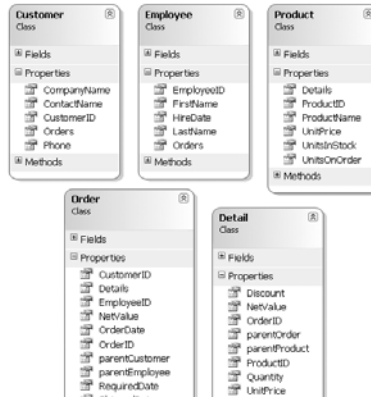 Customer
Class
Fields
Properties
CompanyName
ContactName
CustomerID
Orders
Phone
Methods
Employee
Class
Fields
Properties
EmployeeID
FirstName
HireDate
LastName
Orders
Methods
Product
Class
Fields
Properties
Details
ProductID
ProductName
UnitPrice
UnitsInStock
UnitsOnOrder
Methods
Order
Class
Fields
Properties
CustomerID
Details
EmployeeID
NetValue
OrderDate
OrderID
parentCustomer
parentEmployee
RequiredDate
Detail
Class
Fields
Properties
Discount
NetValue
OrderID
parentOrder
parentProduct
ProductID
Quantity
UnitPrice